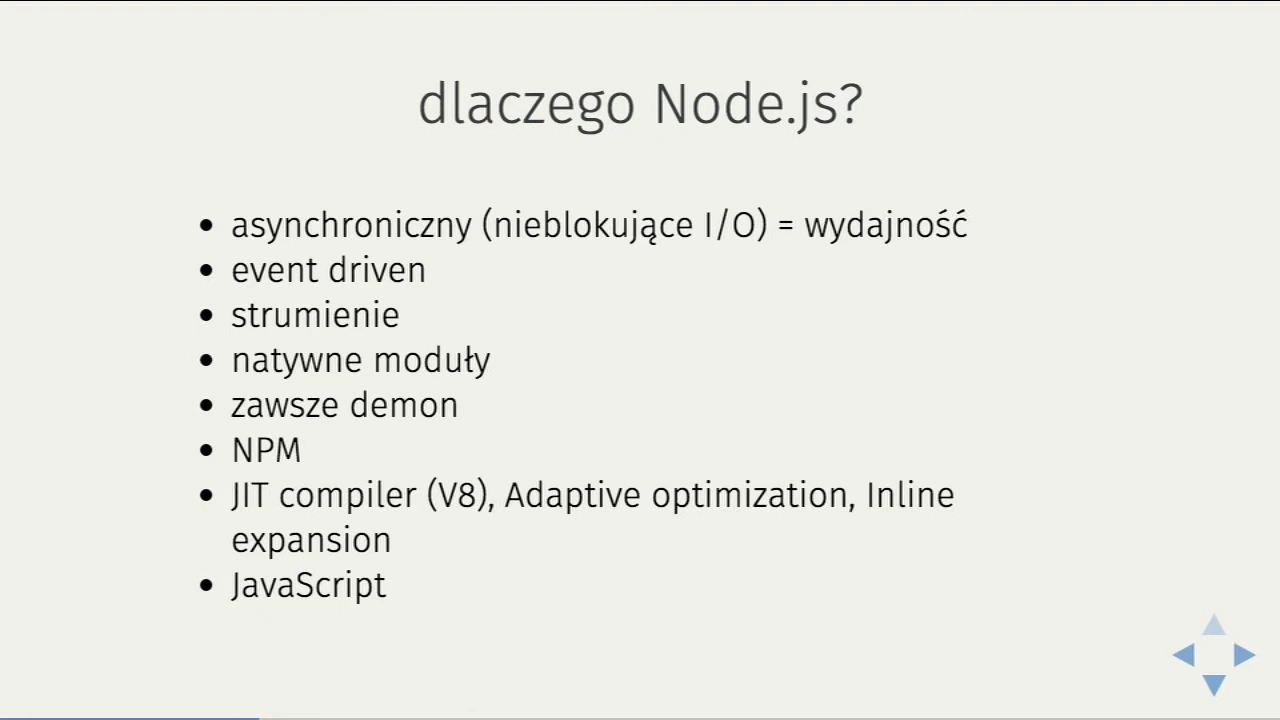 dlaczego Node.js?
• asynchroniczny (nieblokujące I/O) = wydajność
• event driven
• strumienie
• natywne moduły
• zawsze demon
• NPM
• JIT compiler (V8), Adaptive optimization, Inline
expansion
• JavaScript